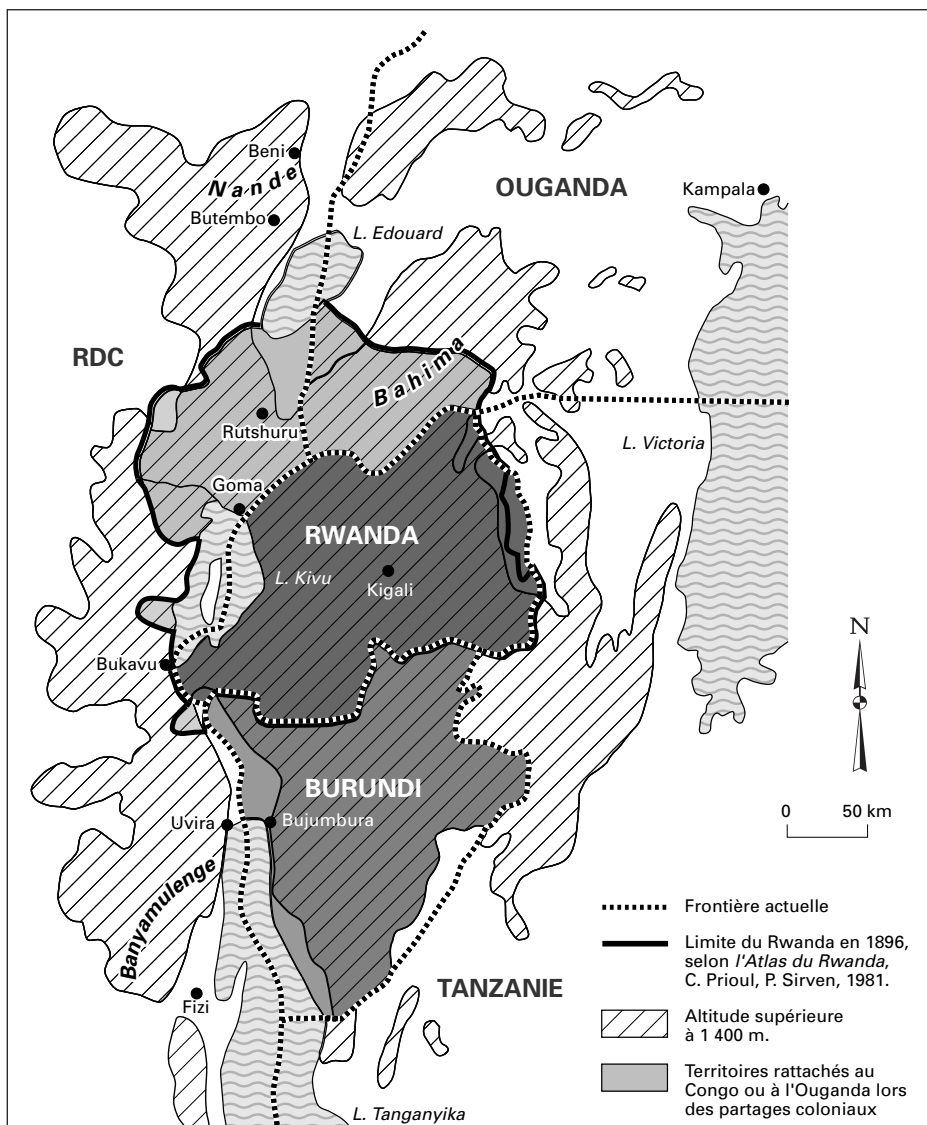 Beni
Nande
Butembo
OUGANDA
Kampala
L. Edouard
RDC
Bahima
Rutshuru
L. Victoria
Goma
RWANDA
L. Kivu
Kigali
N
Bukavu
BURUNDI
0 50 km
Uvira
Bujumbura
Banyamulenge
Fizi
TANZANIE
L. Tanganyika
Frontière actuelle
Limite du Rwanda en 1896,
selon l'Atlas du Rwanda,
C. Prioul, P. Sirven, 1981.
Altitude supérieure
à 1 400 m.
Territoires rattachés au
Congo ou à l'Ouganda lors
des partages coloniaux